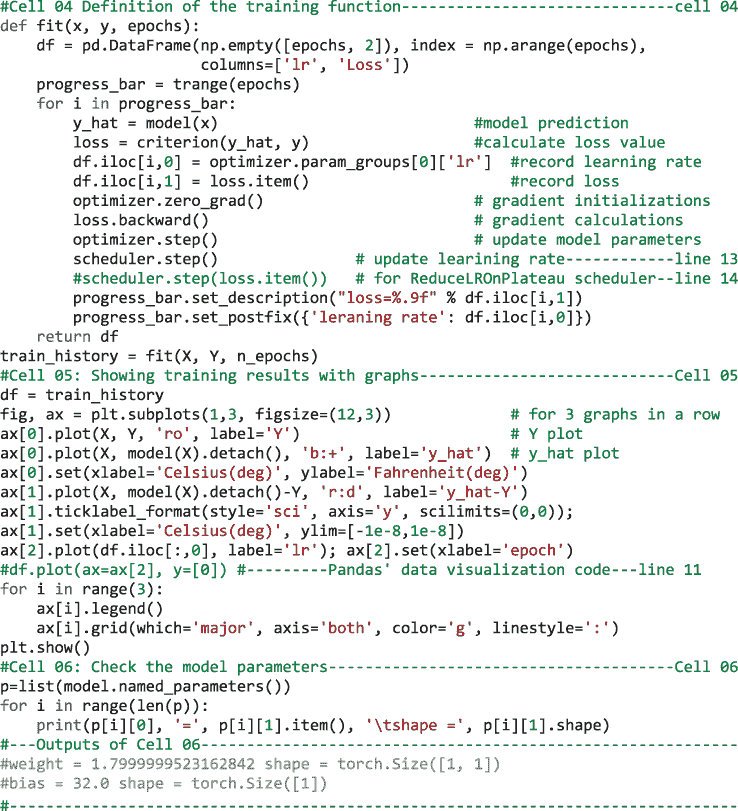 #Cell 04 Definition of the training function------------------------------cell 04
def fit(x, y, epochs):
    df = pd.DataFrame(np.empty([epochs, 2]), index = np.arange(epochs),
                      columns=['lr', 'Loss'])
    progress_bar = trange(epochs)
    for i in progress_bar:
        y_hat = model(x)                            #model prediction
        loss = criterion(y_hat, y)                  #calculate loss value
        df.iloc[i,0] = optimizer.param_groups[0]['lr']  #record learning rate
        df.iloc[i,1] = loss.item()                      #record loss
        optimizer.zero_grad()                       # gradient initializations
        loss.backward()                             # gradient calculations
        optimizer.step()                            # update model parameters
        scheduler.step()               # update learining rate------------line 13
        #scheduler.step(loss.item())   # for ReduceLROnPlateau scheduler--line 14
        progress_bar.set_description("loss=%.9f" % df.iloc[i,1])
        progress_bar.set_postfix({'leraning rate': df.iloc[i,0]})
    return df
train_history = fit(X, Y, n_epochs)
#Cell 05: Showing training results with graphs----------------------------Cell 05
df = train_history
fig, ax = plt.subplots(1,3, figsize=(12,3))             # for 3 graphs in a row
ax[0].plot(X, Y, 'ro', label='Y')                       # Y plot
ax[0].plot(X, model(X).detach(), 'b:+', label='y_hat')  # y_hat plot
ax[0].set(xlabel='Celsius(deg)', ylabel='Fahrenheit(deg)')
ax[1].plot(X, model(X).detach()-Y, 'r:d', label='y_hat-Y')
ax[1].ticklabel_format(style='sci', axis='y', scilimits=(0,0));
ax[1].set(xlabel='Celsius(deg)', ylim=[-1e-8,1e-8])
ax[2].plot(df.iloc[:,0], label='lr'); ax[2].set(xlabel='epoch')
#df.plot(ax=ax[2], y=[0]) #---------Pandas' data visualization code---line 11
for i in range(3):
    ax[i].legend()
    ax[i].grid(which='major', axis='both', color='g', linestyle=':')
plt.show()
#Cell 06: Check the model parameters--------------------------------------Cell 06
p=list(model.named_parameters())
for i in range(len(p)):
    print(p[i][0], '=', p[i][1].item(), '\tshape =', p[i][1].shape)
#---Outputs of Cell 06------------------------------------------------------------
#weight = 1.7999999523162842 shape = torch.Size([1, 1])
#bias = 32.0 shape = torch.Size([1])
#---------------------------------------------------------------------------------